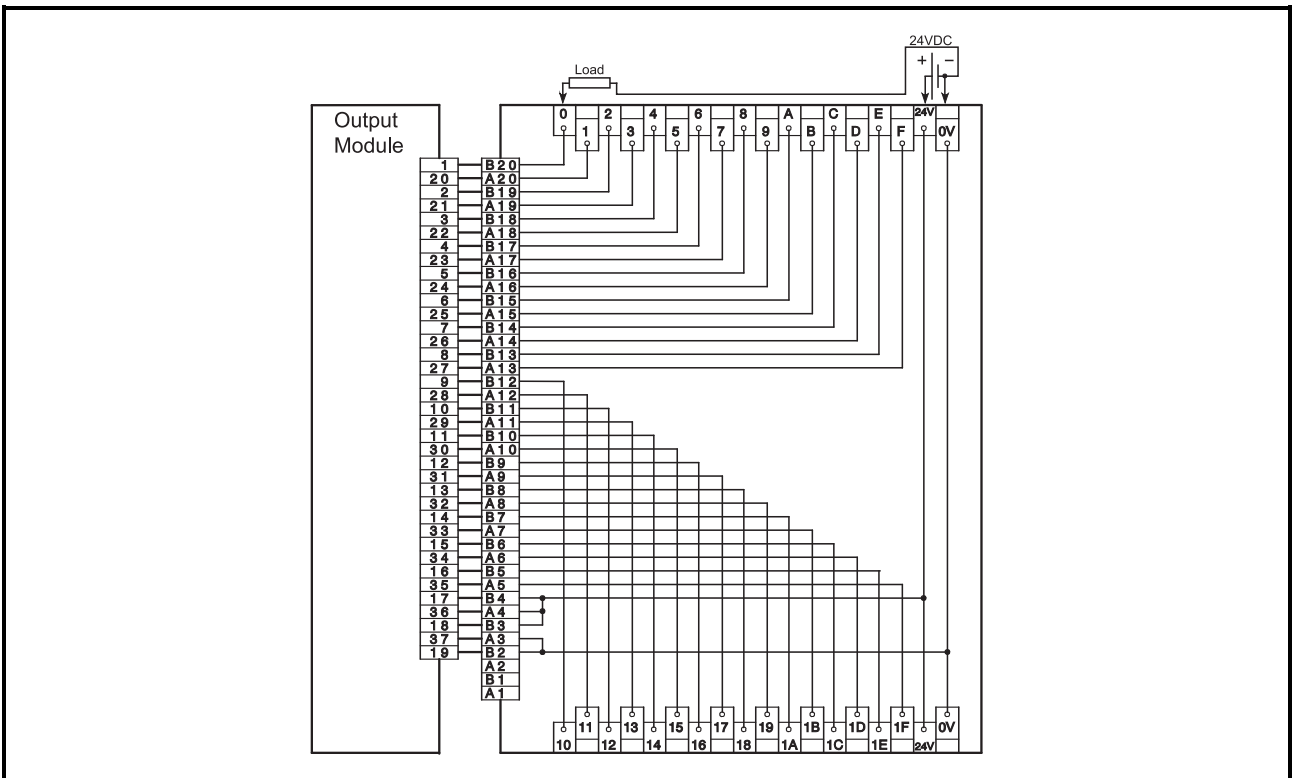 24VDC
+ −
Load
0 2 4 6 8 A C E 24V
1 3 5 7 9 B D F 0V
Output
Module
1 B20
20 A20
2 B19
21 A19
3 B18
22 A18
4 B17
23 A17
5 B16
24 A16
6 B15
25 A15
7 B14
26 A14
8 B13
27 A13
9 B12
28 A12
10 B11
29 A11
11 B10
30 A10
12 B9
31 A9
13 B8
32 A8
14 B7
33 A7
15 B6
34 A6
16 B5
35 A5
17 B4
36 A4
18 B3
37 A3
19 B2
A2
B1
A1
11 13 15 17 19 1B 1D 1F 0V
10 12 14 16 18 1A 1C 1E 24V